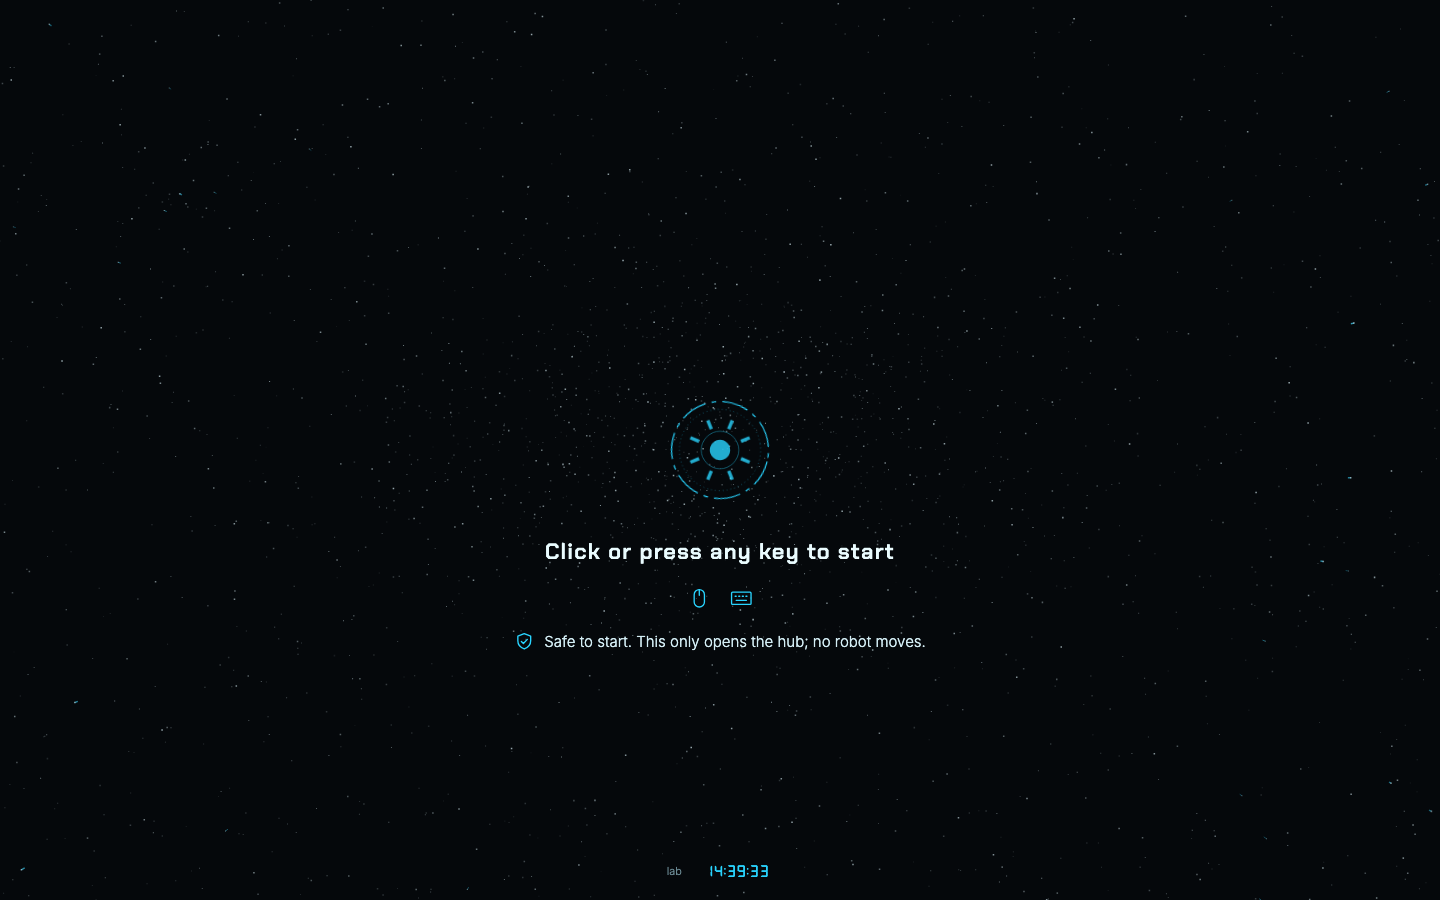 Click or press any key to start
Safe to start. This only opens the hub; no robot moves.
lab 14:39:33